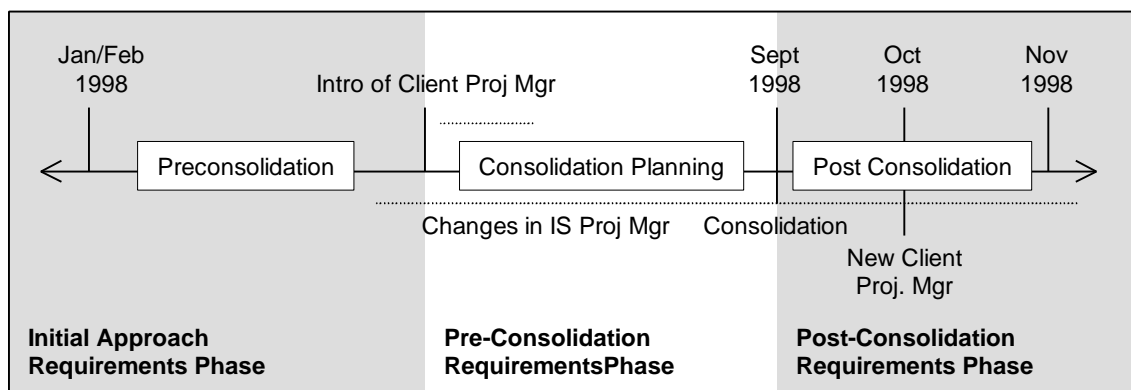 Jan/Feb
1998
Intro of Client Proj Mgr
Sept
1998
Oct
1998
Nov
1998
Preconsolidation
Consolidation Planning
Post Consolidation
Changes in IS Proj Mgr
Consolidation
New Client
Proj. Mgr
Initial Approach
Requirements Phase
Pre-Consolidation
RequirementsPhase
Post-Consolidation
Requirements Phase